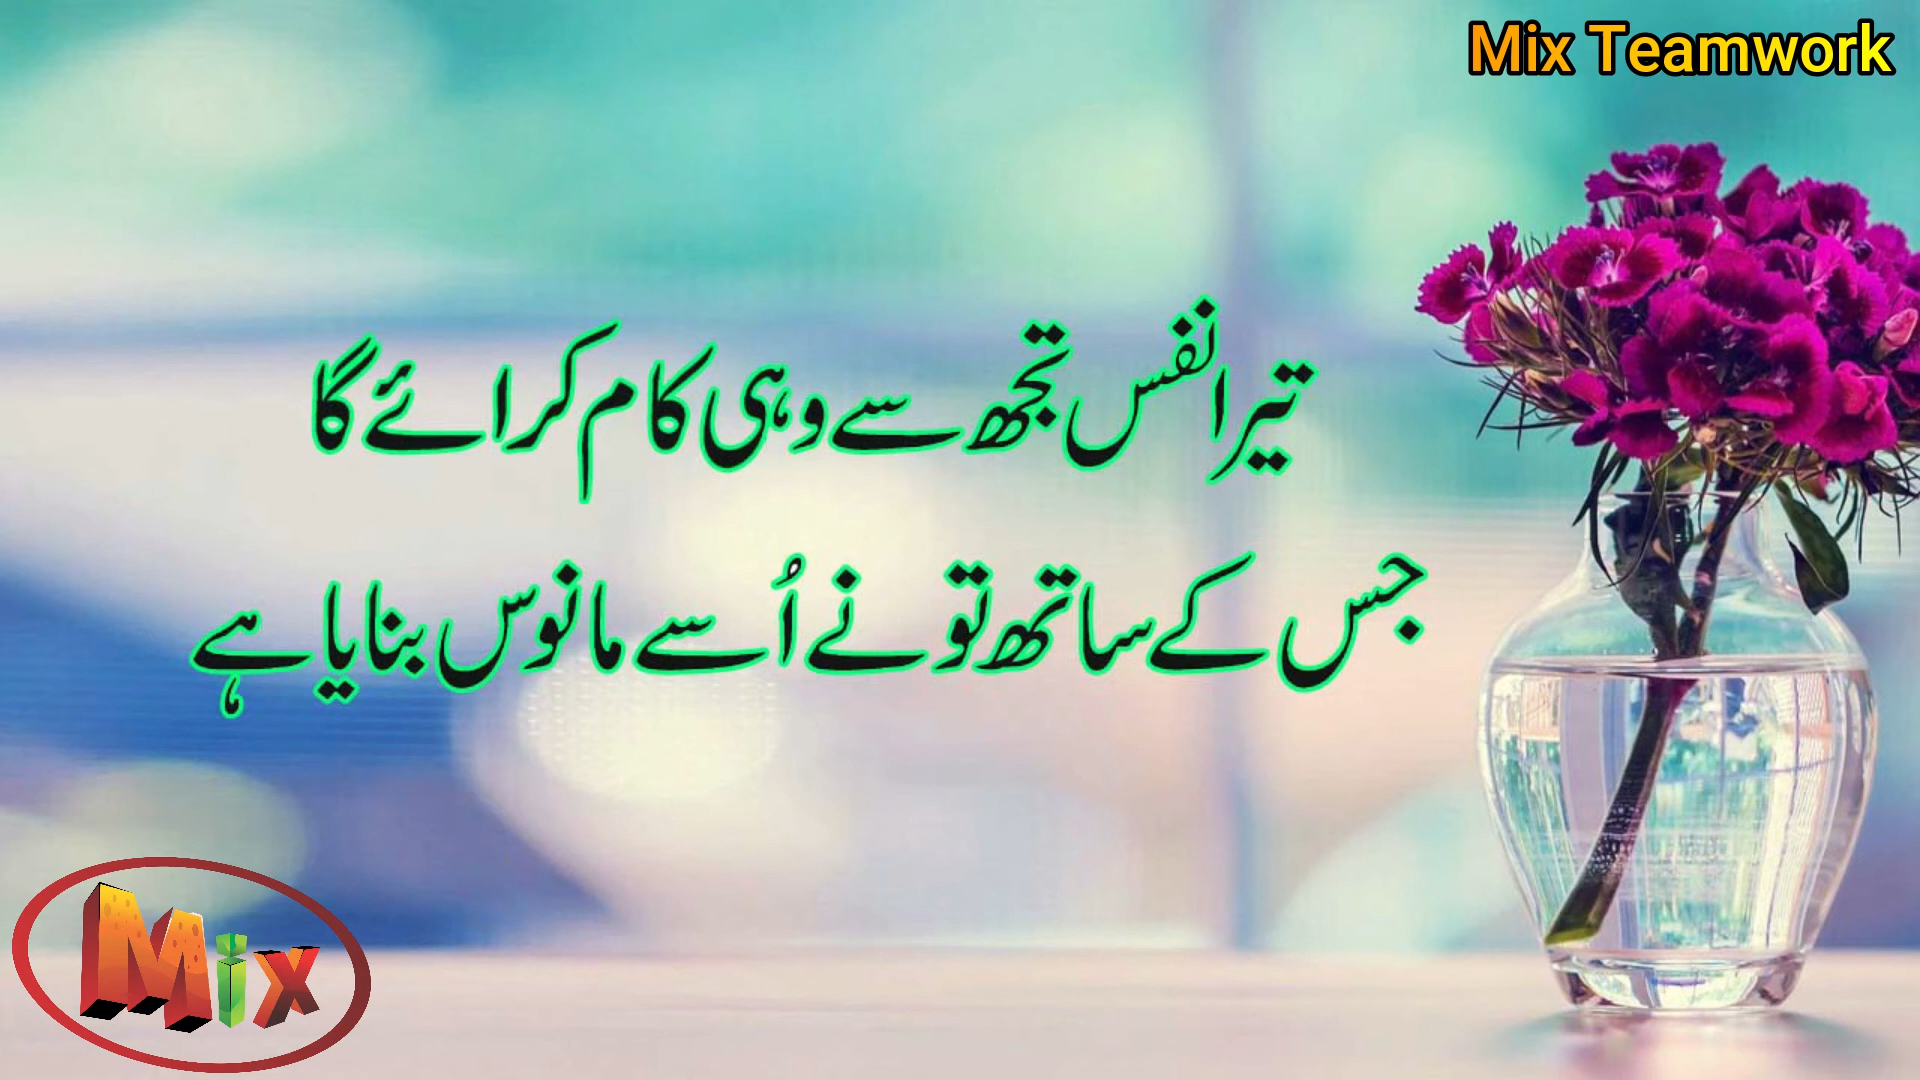 Mix Teamwork
تیرا نفس تجھ سے وہی کام کرائے گا
جس کے ساتھ تو نے اُسے مانوس بنایا ہے
Mix